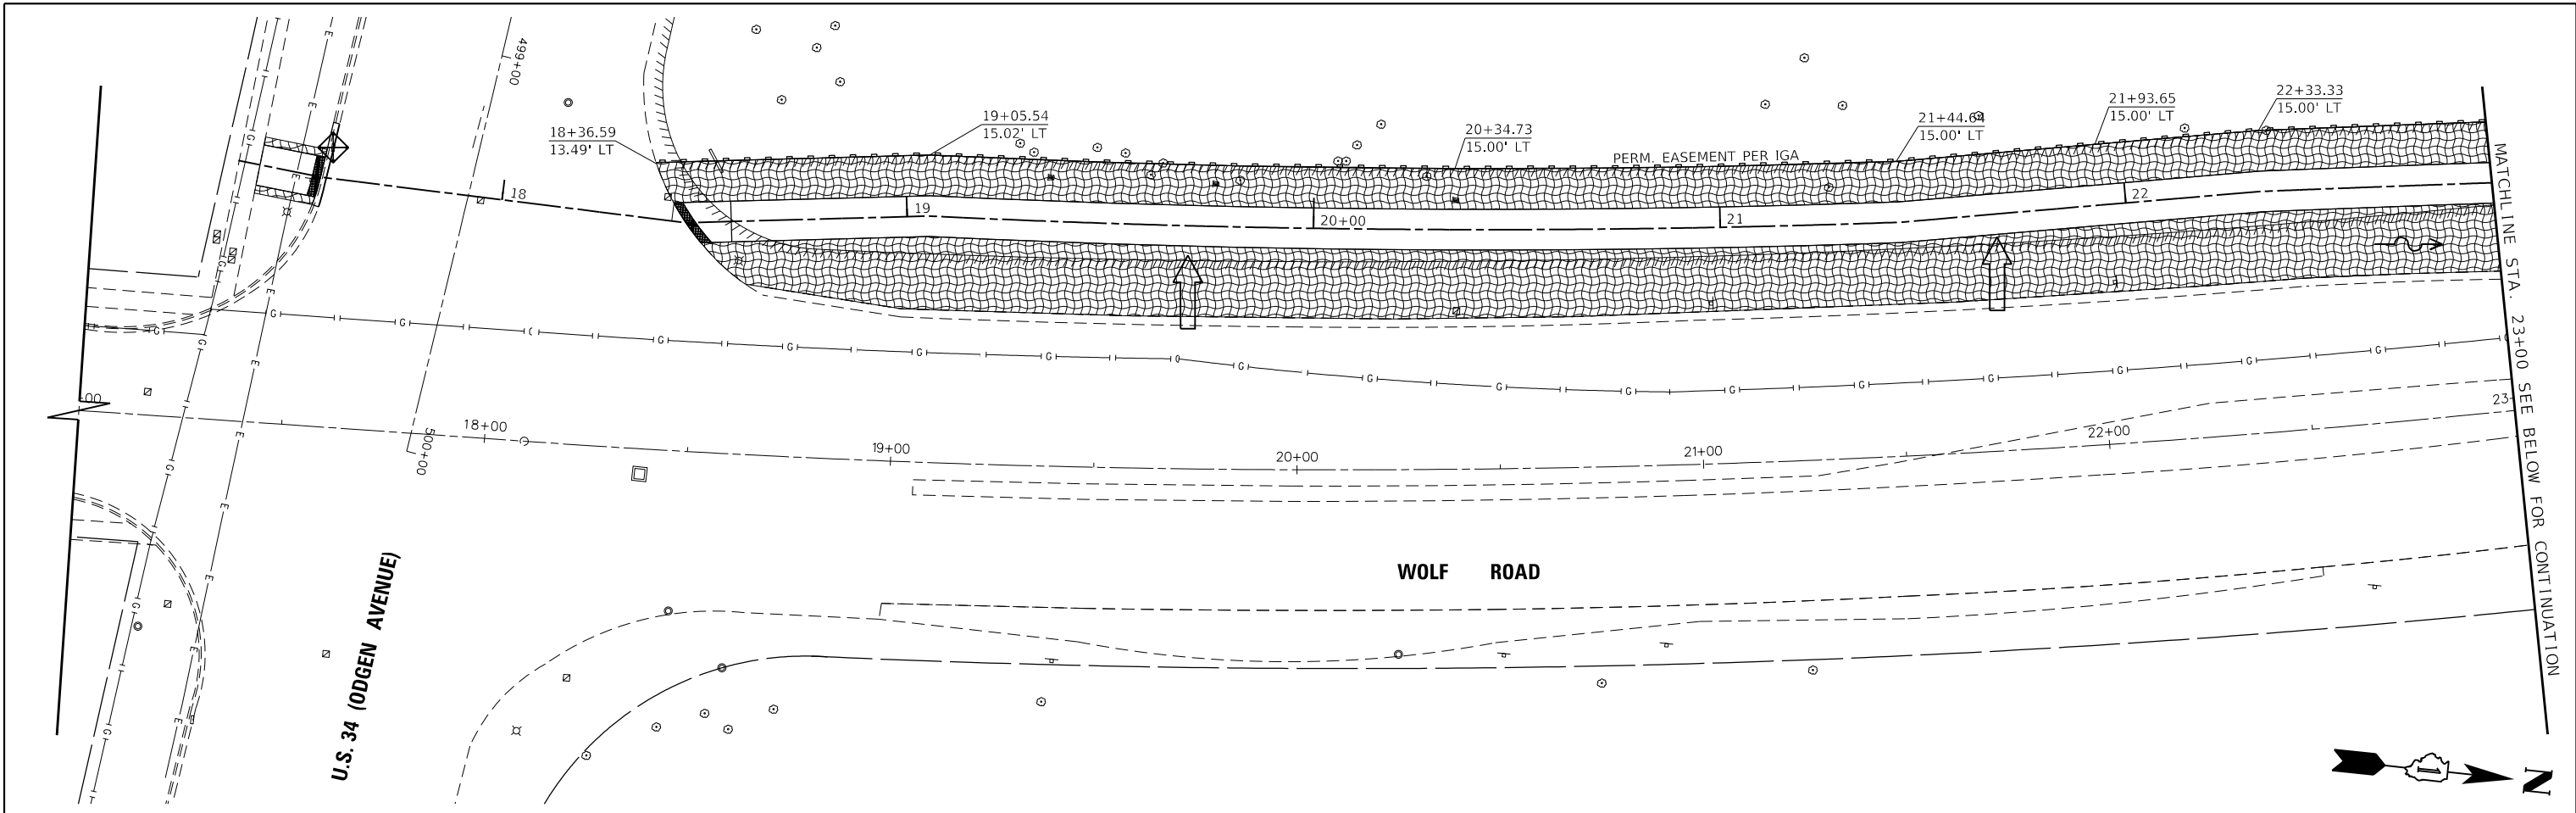 499+00
18+36.59
13.49' LT
19+05.54
15.02' LT
20+34.73
15.00' LT
PERM. EASEMENT PER IGA
21+44.64
15.00' LT
21+93.65
15.00' LT
22+33.33
15.00' LT
18
19
20+00
21
22
MATCHLINE STA. 23+00 SEE BELOW FOR CONTINUATION
00
500+00
18+00
19+00
20+00
21+00
22+00
23
WOLF ROAD
U.S. 34 (ODGEN AVENUE)
1
N